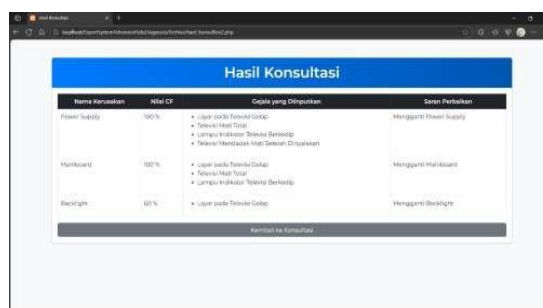 Hasil Konsultasi
Hasil Konsultasi
Nama Kerusakan Nilai CF Gejala yang Diinputkan Saran Perbaikan
Power Supply 100 % Layar pada Televisi Gelap Mengganti Power Supply
Televisi Mati Total
Lampu Indikator Televisi Berkedip
Televisi Mendadak Mati Setelah Dinyalakan
Mainboard 100 % Layar pada Televisi Gelap Mengganti Mainboard
Televisi Mati Total
Lampu Indikator Televisi Berkedip
Backlight 60 % Layar pada Televisi Gelap Mengganti Backlight
Kembali ke Konsultasi